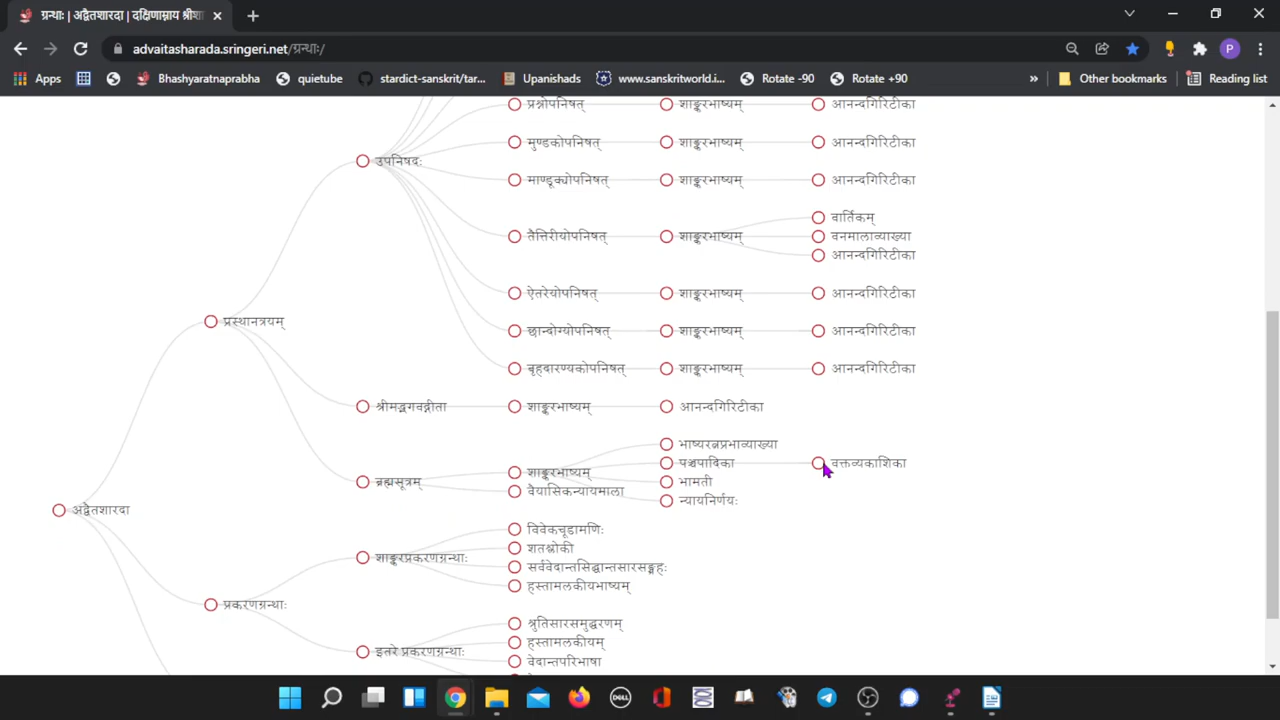 ग्रन्थाः | अद्वैतशारदा | दक्षिणाम्नाय श्रीशा
advaitasharada.sringeri.net/ग्रन्थाः/
P
Apps Bhashyaratnaprabha quietube stardict-sanskrit/tar... Upanishads www.sanskritworld.i... Rotate -90 Rotate +90 » Other bookmarks Reading list
प्रश्नोपनिषत् शाङ्करभाष्यम् आनन्दगिरिटीका
मुण्डकोपनिषत् शाङ्करभाष्यम् आनन्दगिरिटीका
उपनिषदः
माण्डूक्योपनिषत् शाङ्करभाष्यम् आनन्दगिरिटीका
वार्तिकम्
तैत्तिरीयोपनिषत् शाङ्करभाष्यम् वनमालाव्याख्या
आनन्दगिरिटीका
ऐतरेयोपनिषत् शाङ्करभाष्यम् आनन्दगिरिटीका
प्रस्थानत्रयम्
छान्दोग्योपनिषत् शाङ्करभाष्यम् आनन्दगिरिटीका
बृहदारण्यकोपनिषत् शाङ्करभाष्यम् आनन्दगिरिटीका
श्रीमद्भगवद्गीता शाङ्करभाष्यम् आनन्दगिरिटीका
भाष्यरत्नप्रभाव्याख्या
पञ्चपादिका वक्तव्यकाशिका
शाङ्करभाष्यम्
ब्रह्मसूत्रम् भामती
वैयासिकन्यायमाला
न्यायनिर्णयः
अद्वैतशारदा
विवेकचूडामणिः
शतश्लोकी
शाङ्करप्रकरणग्रन्थाः
सर्ववेदान्तसिद्धान्तसारसङ्ग्रहः
हस्तामलकीयभाष्यम्
प्रकरणग्रन्थाः
श्रुतिसारसमुद्धरणम्
हस्तामलकीयम्
इतरे प्रकरणग्रन्थाः
वेदान्तपरिभाषा
DELL